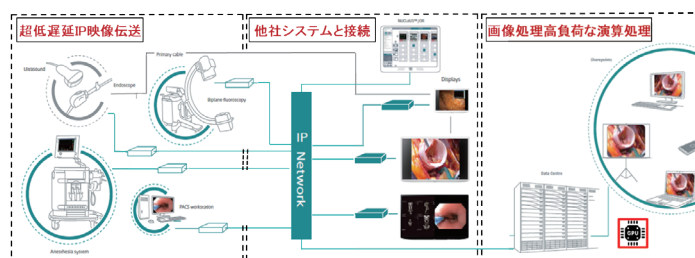 超低遅延IP映像伝送
他社システムと接続
画像処理高負荷な演算処理
Ultrasound
Endoscope
Primary cable
Biplane fluoroscopy
Anesthesia system
PACS workstation
IP Network
Displays
Data Centre
GPU